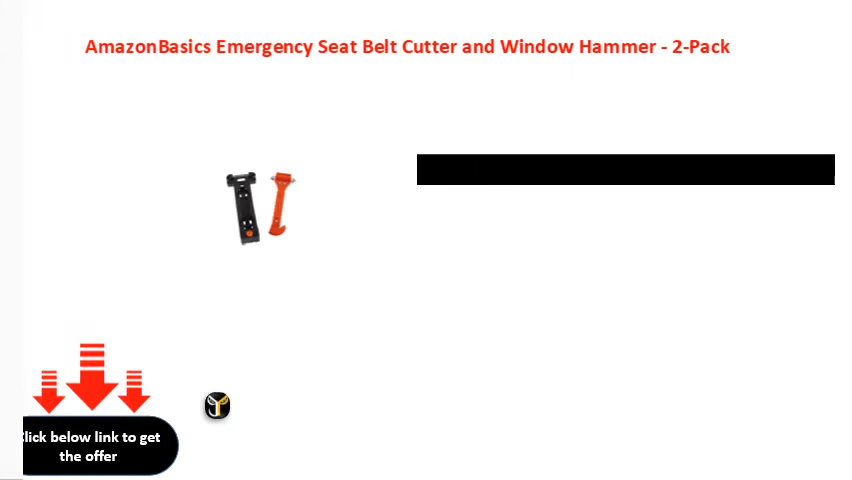 AmazonBasics Emergency Seat Belt Cutter and Window Hammer - 2-Pack
lick below link to get
the offer